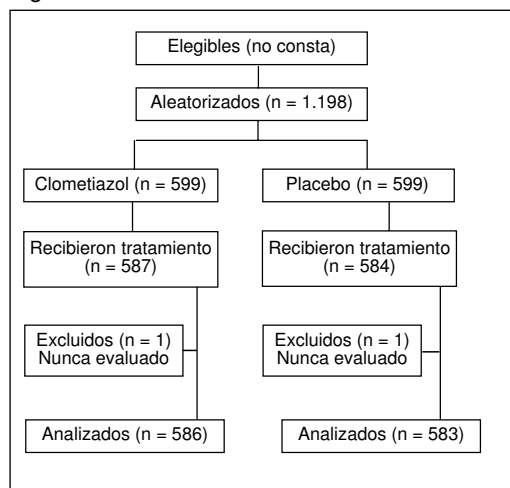 Elegibles (no consta)
Aleatorizados (n = 1.198)
Clometiazol (n = 599)
Placebo (n = 599)
Recibieron tratamiento
(n = 587)
Recibieron tratamiento
(n = 584)
Excluidos (n = 1)
Nunca evaluado
Excluidos (n = 1)
Nunca evaluado
Analizados (n = 586)
Analizados (n = 583)